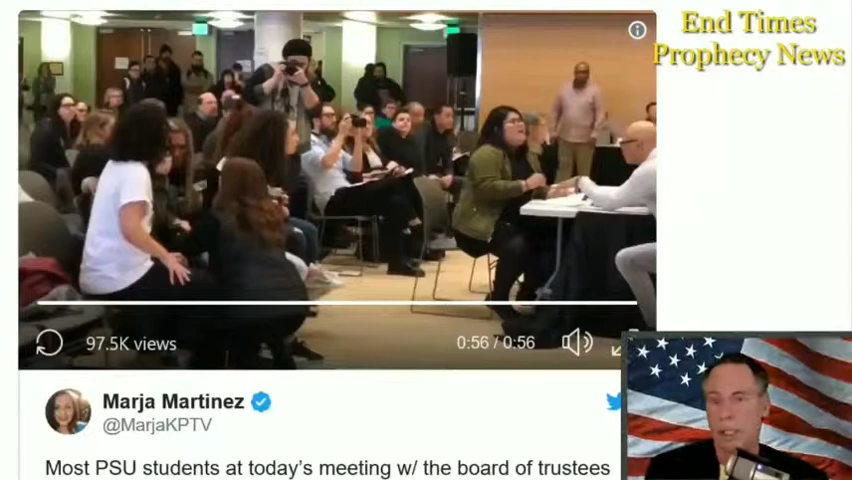 End Times
Prophecy News
97.5K views
0:56 / 0:56
Marja Martinez
@MarjaKPTV
Most PSU students at today's meeting w/ the board of trustees